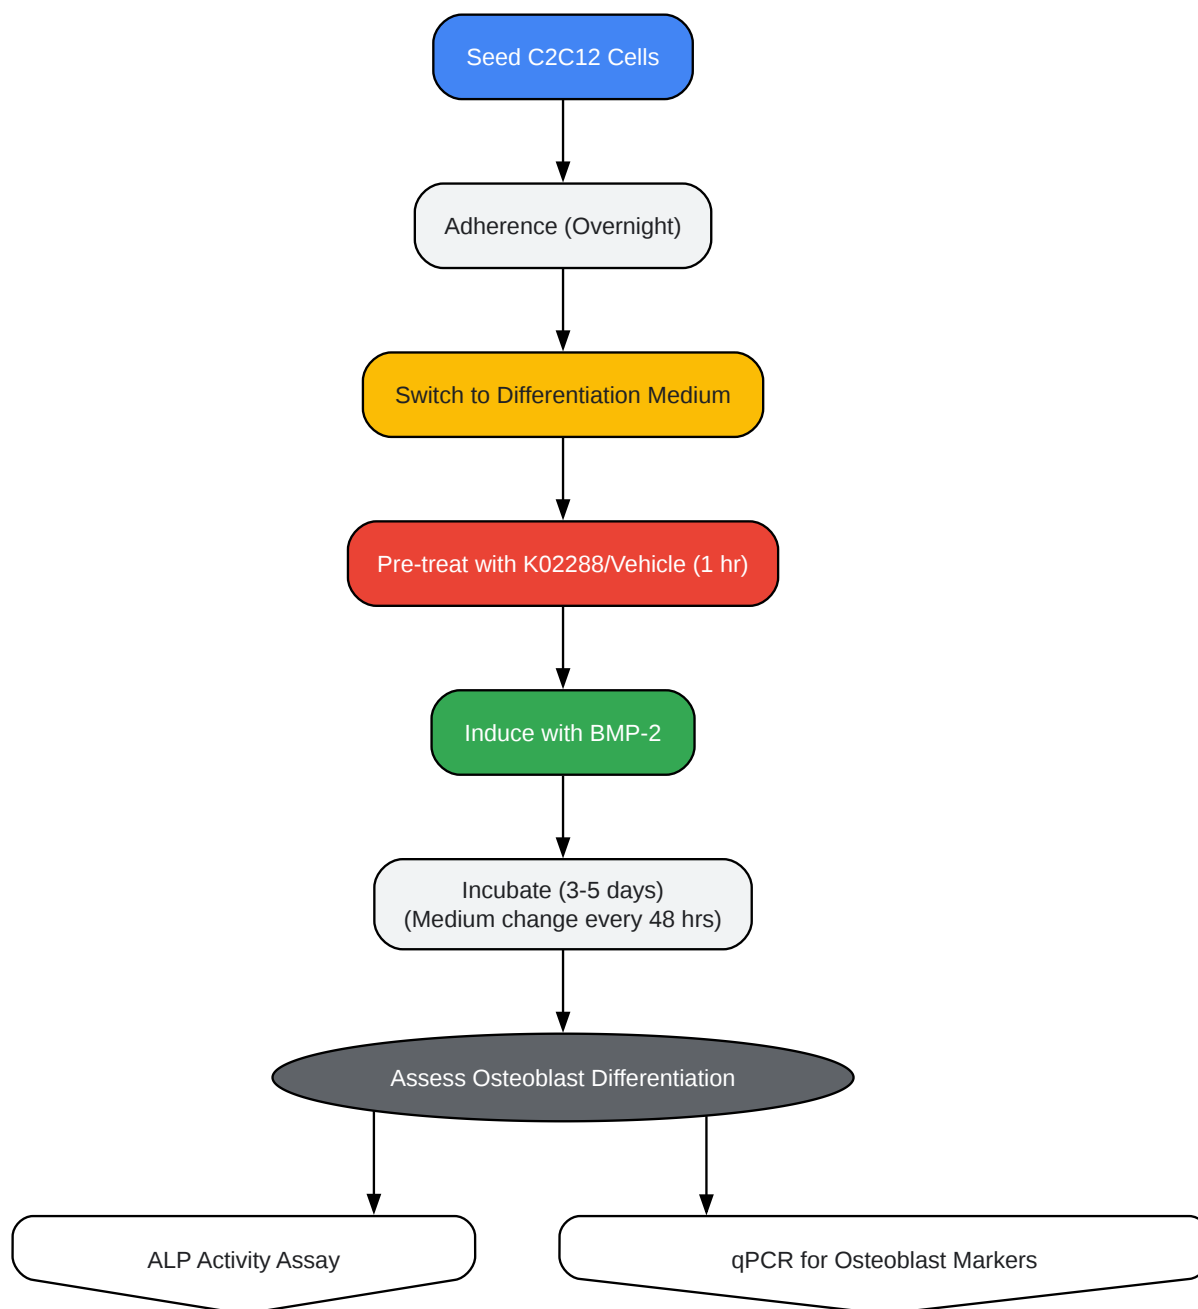 Seed C2C12 Cells
Adherence (Overnight)
Switch to Differentiation Medium
Pre-treat with K02288/Vehicle (1 hr)
Induce with BMP-2
Incubate (3-5 days)
(Medium change every 48 hrs)
Assess Osteoblast Differentiation
ALP Activity Assay
qPCR for Osteoblast Markers